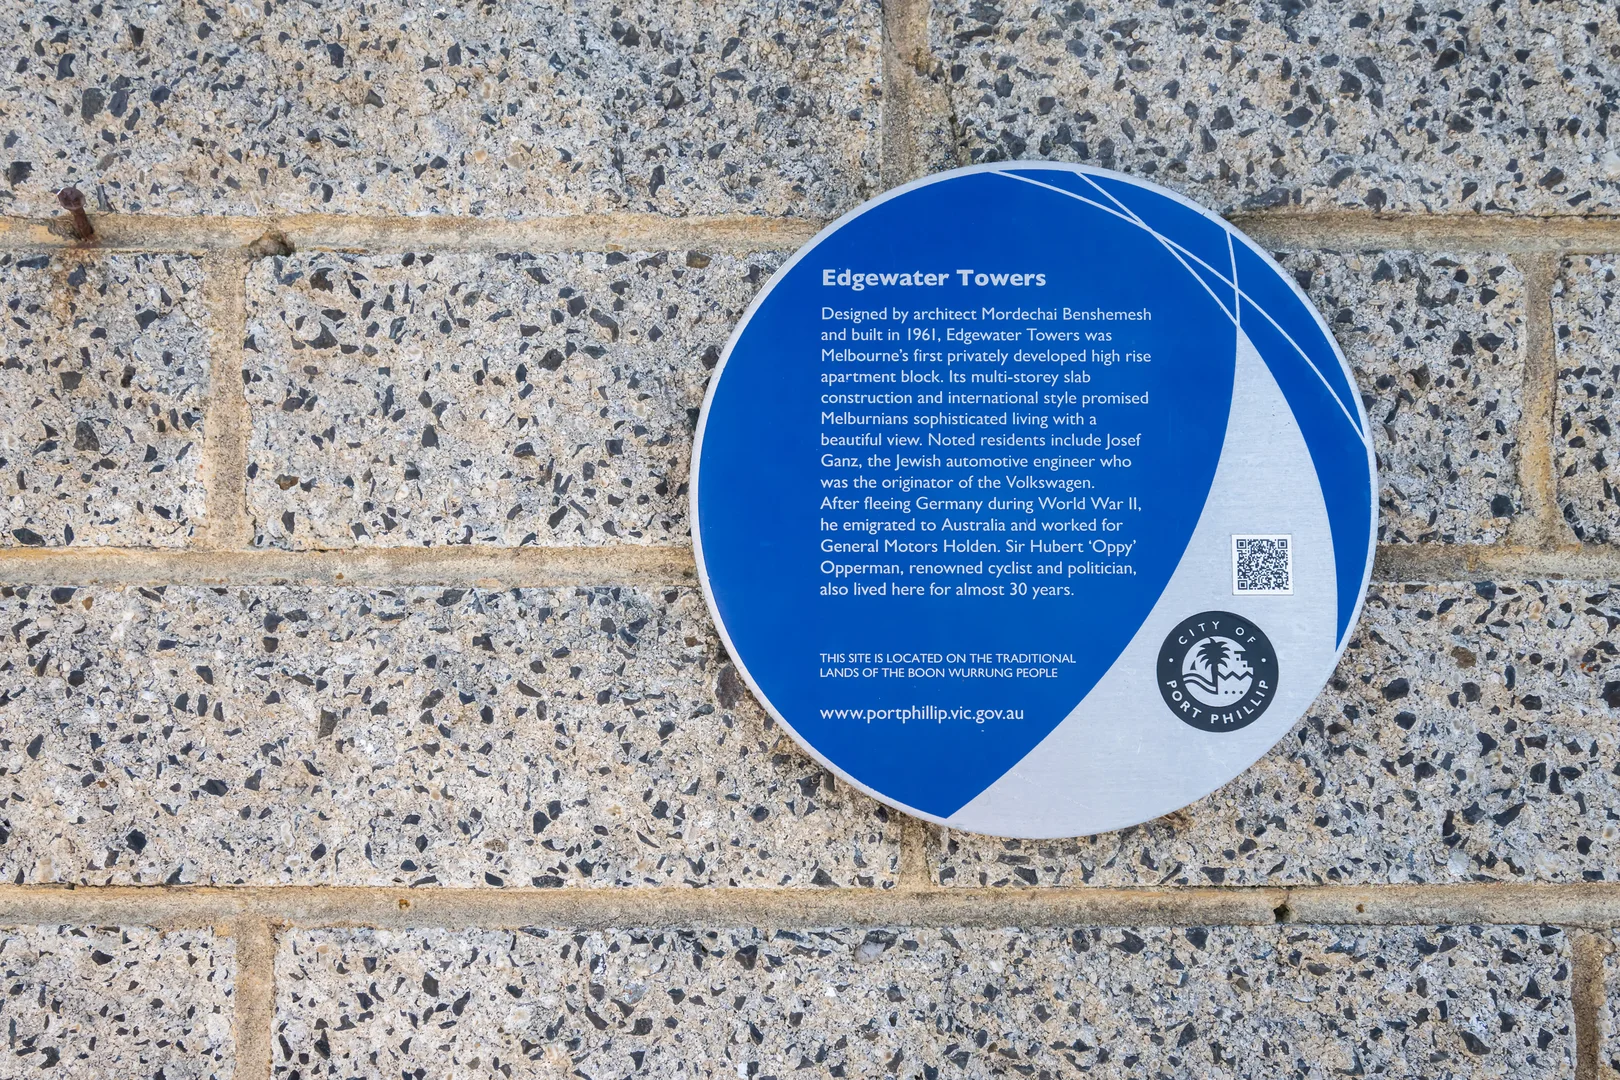 Edgewater Towers
Designed by architect Mordechai Benshemesh
and built in 1961, Edgewater Towers was
Melbourne's first privately developed high rise
apartment block. Its multi-storey slab
construction and international style promised
Melburnians sophisticated living with a
beautiful view. Noted residents include Josef
Ganz, the Jewish automotive engineer who
was the originator of the Volkswagen.
After fleeing Germany during World War II,
he emigrated to Australia and worked for
General Motors Holden. Sir Hubert ‘Oppy’
Opperman, renowned cyclist and politician,
also lived here for almost 30 years.
THIS SITE IS LOCATED ON THE TRADITIONAL
LANDS OF THE BOON WURRUNG PEOPLE
www.portphillip.vic.gov.au
CITY OF
PORT PHILLIP